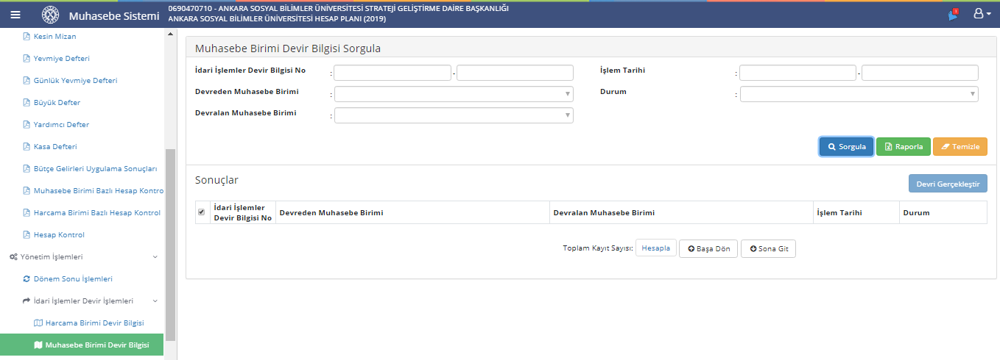 Muhasebe Sistemi
0690470710 - ANKARA SOSYAL BİLİMLER ÜNİVERSİTESİ STRATEJİ GELİŞTİRME DAİRE BAŞKANLIĞI
ANKARA SOSYAL BİLİMLER ÜNİVERSİTESİ HESAP PLANI (2019)
1
Kesin Mizan
Yevmiye Defteri
Günlük Yevmiye Defteri
Büyük Defter
Yardımcı Defter
Kasa Defteri
Bütçe Gelirleri Uygulama Sonuçları
Muhasebe Birimi Bazlı Hesap Kontro
Harcama Birimi Bazlı Hesap Kontrol
Hesap Kontrol
Yönetim İşlemleri
Dönem Sonu İşlemleri
İdari İşlemler Devir İşlemleri
Harcama Birimi Devir Bilgisi
Muhasebe Birimi Devir Bilgisi
Muhasebe Birimi Devir Bilgisi Sorgula
İdari İşlemler Devir Bilgisi No : -
İşlem Tarihi : -
Devreden Muhasebe Birimi :
Durum :
Devralan Muhasebe Birimi :
Sorgula Raporla Temizle
Sonuçlar
Devri Gerçekleştir
İdari İşlemler
Devir Bilgisi No Devreden Muhasebe Birimi Devralan Muhasebe Birimi İşlem Tarihi Durum
Toplam Kayıt Sayısı: Hesapla Başa Dön Sona Git